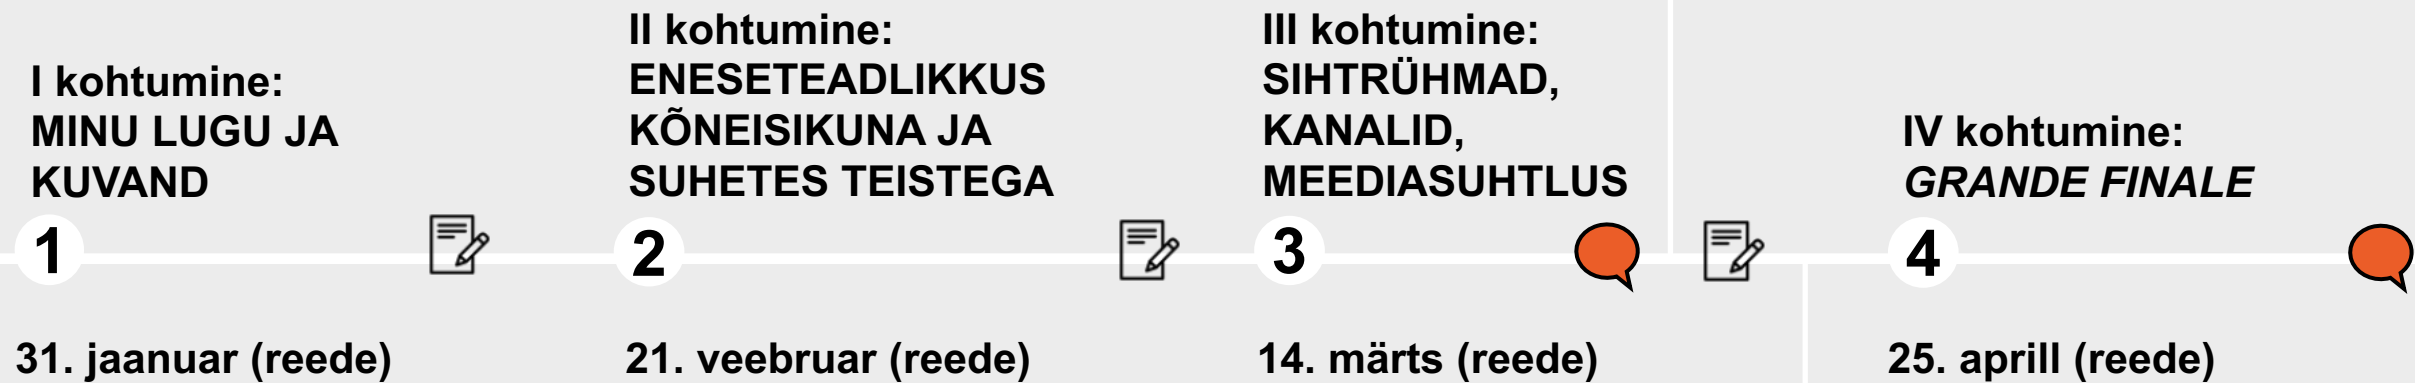 I kohtumine:
MINU LUGU JA
KUVAND
1
31. jaanuar (reede)
II kohtumine:
ENESETEADLIKKUS
KÕNEISIKUNA JA
SUHETES TEISTEGA
2
21. veebruar (reede)
III kohtumine:
SIHTRÜHMAD,
KANALID,
MEEDIASUHTLUS
3
14. märts (reede)
IV kohtumine:
GRANDE FINALE
4
25. aprill (reede)